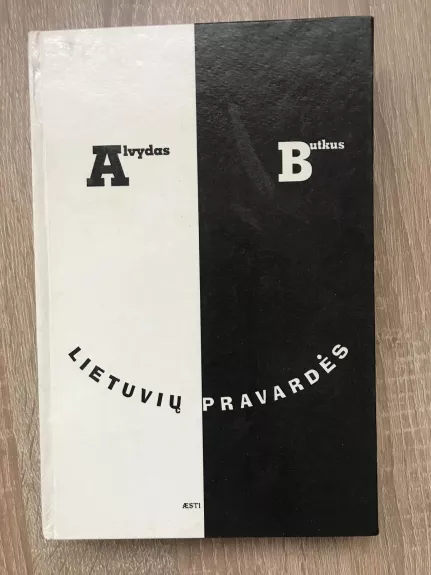 Alvydas Butkus
LIETUVIŲ PRAVARDĖS
ÆSTI